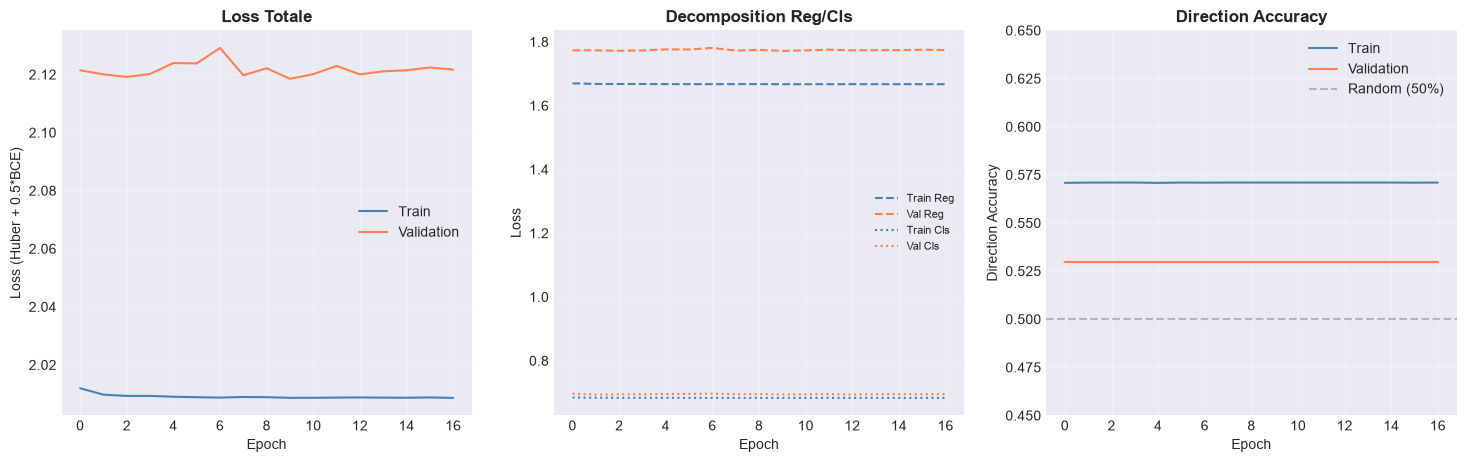 Loss Totale
Loss (Huber + 0.5*BCE)
2.12
2.10
2.08
2.06
2.04
2.02
Train
Validation
0 2 4 6 8 10 12 14 16
Epoch
Decomposition Reg/Cls
Loss
1.8
1.6
1.4
1.2
1.0
0.8
Train Reg
Val Reg
Train Cls
Val Cls
0 2 4 6 8 10 12 14 16
Epoch
Direction Accuracy
Direction Accuracy
0.650
0.625
0.600
0.575
0.550
0.525
0.500
0.475
0.450
Train
Validation
Random (50%)
0 2 4 6 8 10 12 14 16
Epoch